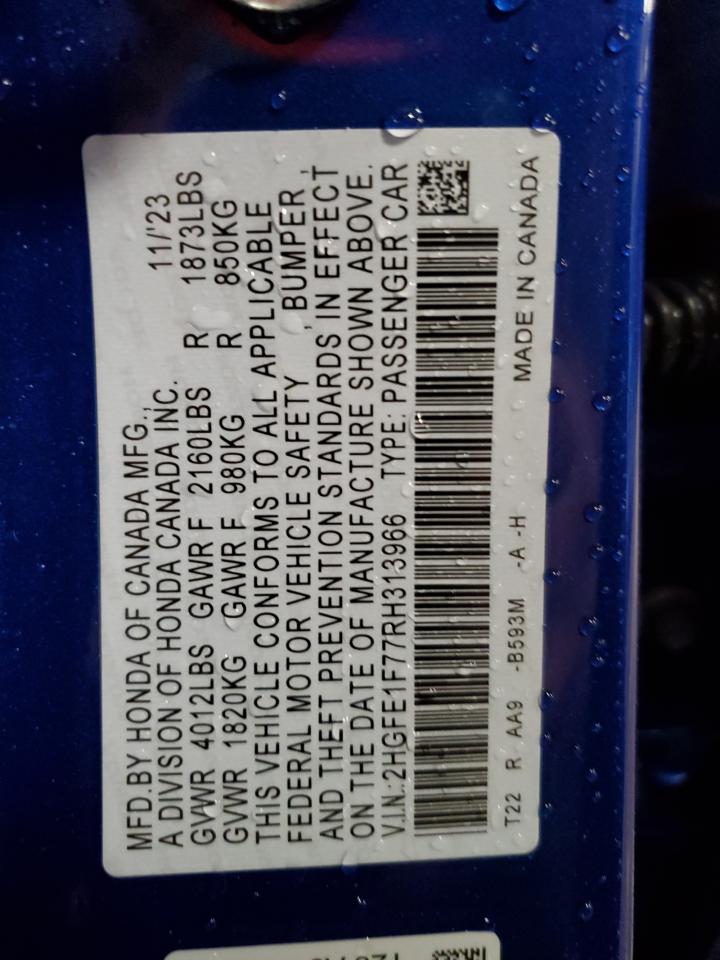 MFD.BY HONDA OF CANADA MFG., 11/'23
A DIVISION OF HONDA CANADA INC.
GVWR 4012LBS GAWR F 2160LBS R 1873LBS
GVWR 1820KG GAWR F 980KG R 850KG
THIS VEHICLE CONFORMS TO ALL APPLICABLE
FEDERAL MOTOR VEHICLE SAFETY , BUMPER ,
AND THEFT PREVENTION STANDARDS IN EFFECT
ON THE DATE OF MANUFACTURE SHOWN ABOVE.
V.I.N.:2HGFE1F77RH313966 TYPE: PASSENGER CAR
T22 R AA9 -B593M -A -H MADE IN CANADA